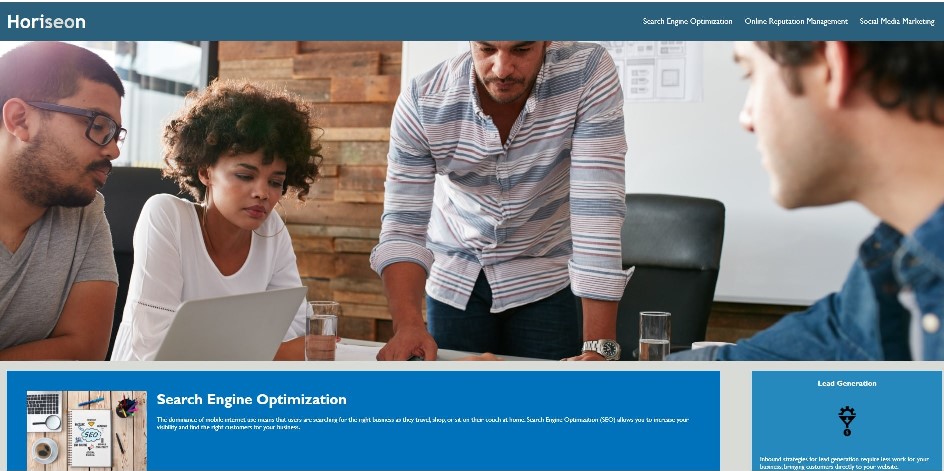 Horiseon
Search Engine Optimization
Online Reputation Management
Social Media Marketing
Search Engine Optimization
The dominance of mobile internet use means that users are searching for the right business as they travel, shop, or sit on their couch at home. Search Engine Optimization (SEO) allows you to increase your
visibility and find the right customers for your business.
SEO
Lead Generation
Inbound strategies for lead generation require less work for your
business, bringing customers directly to your website.